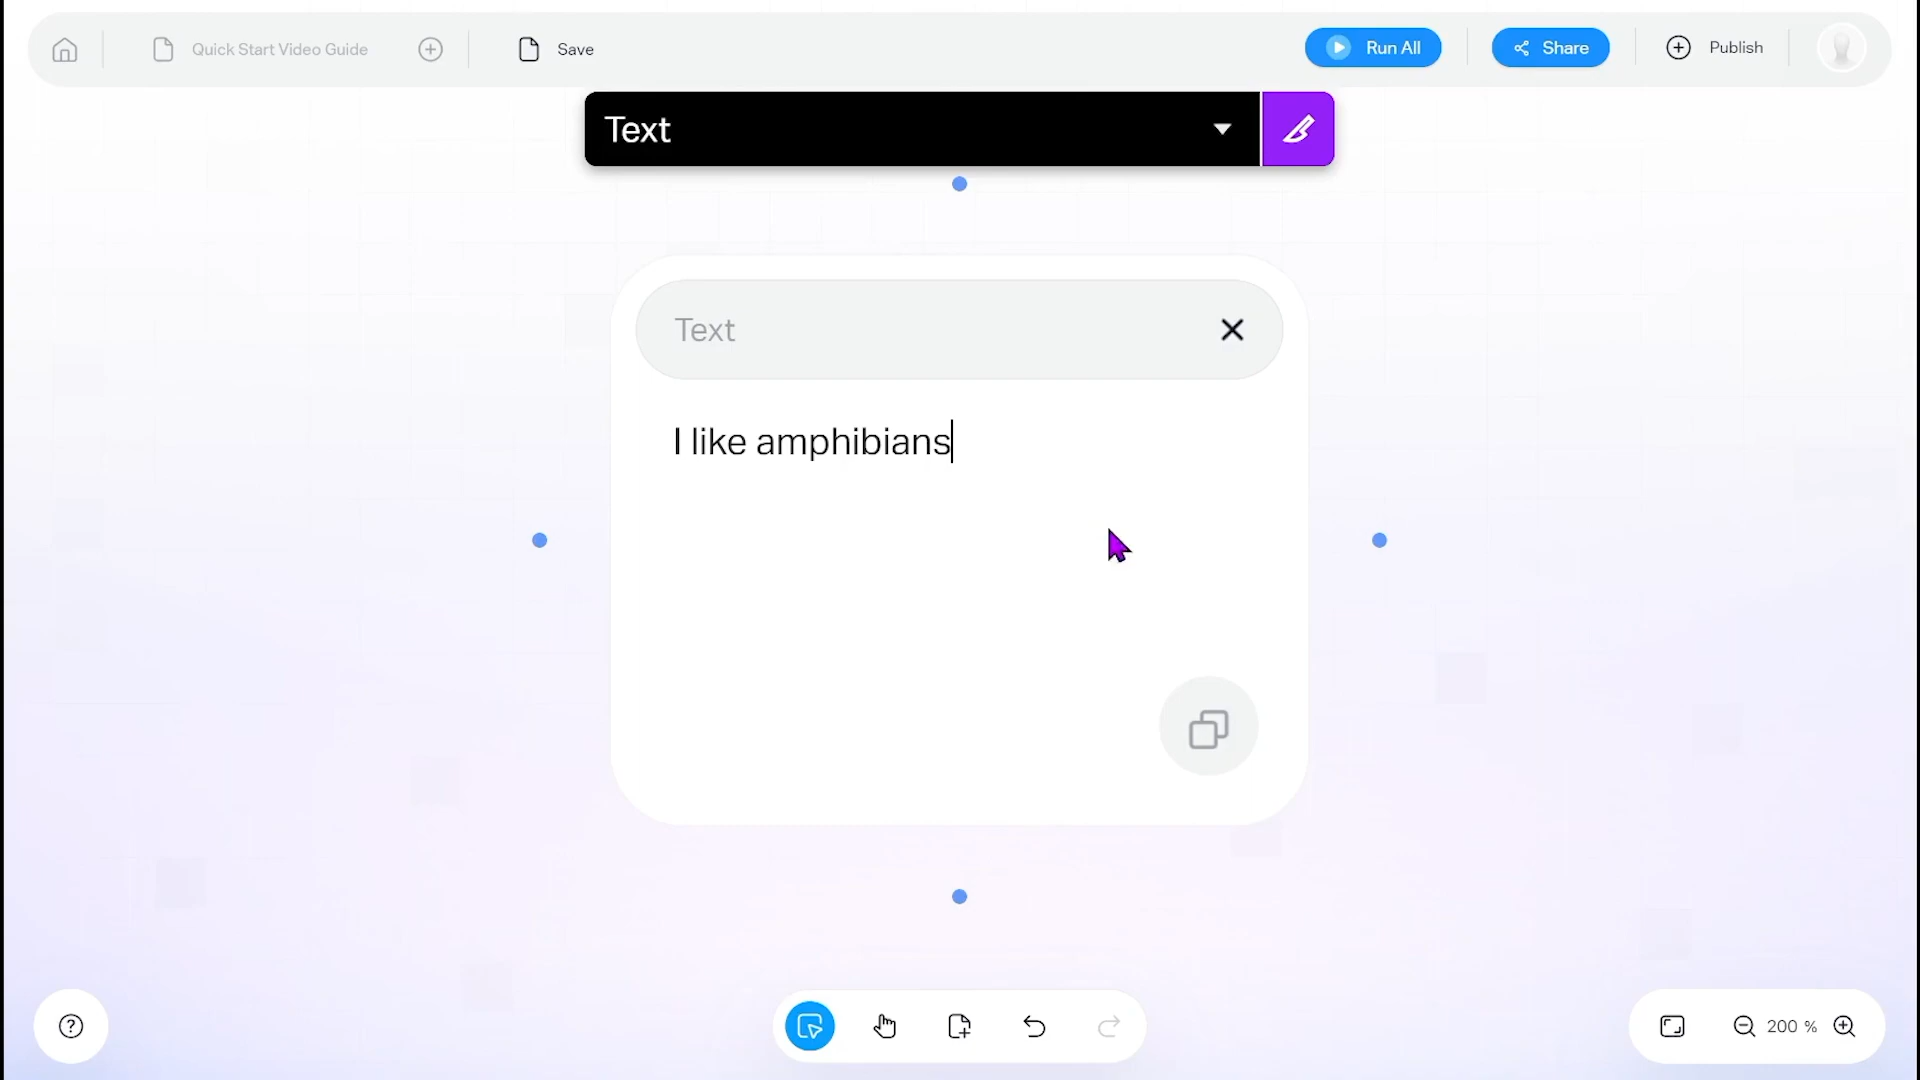 Quick Start Video Guide
Save
Run All
Share
Publish
Text
Text
I like amphibians
200 %